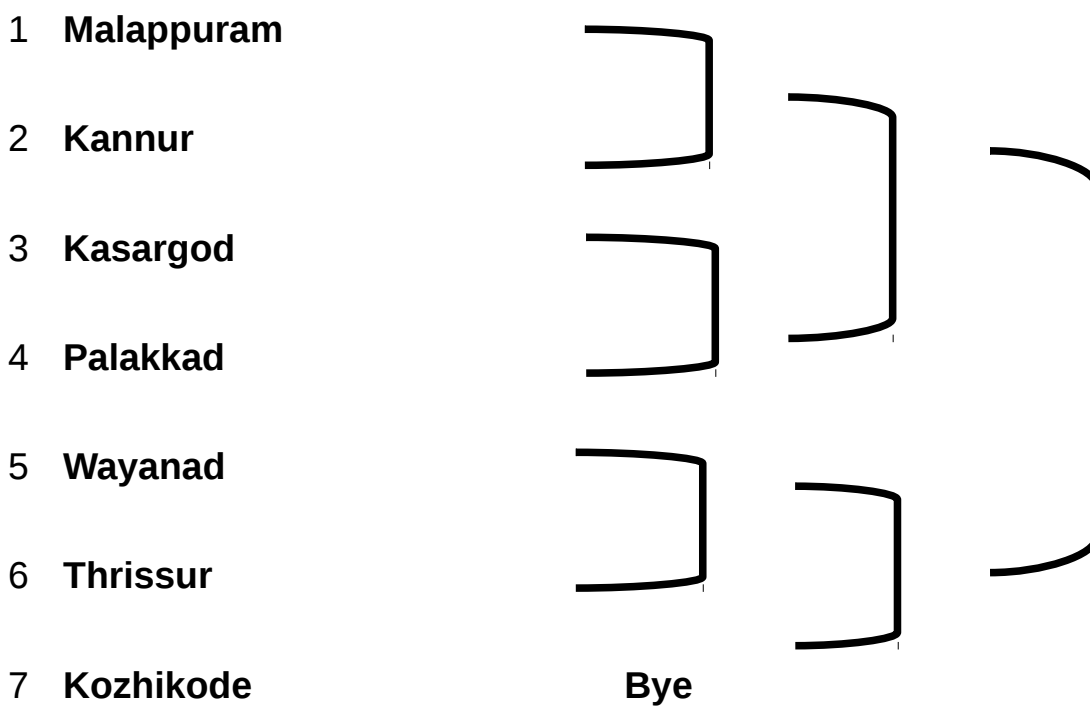 1 Malappuram
2 Kannur
3 Kasargod
4 Palakkad
5 Wayanad
6 Thrissur
7 Kozhikode Bye